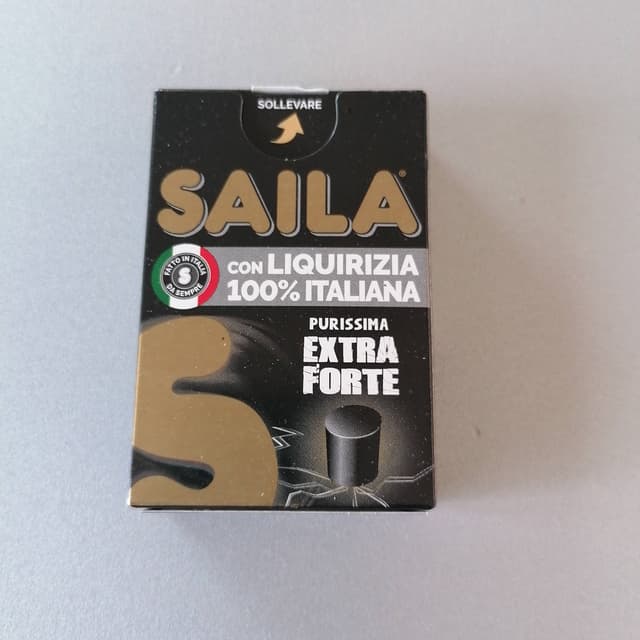 SOLLEVARE
SAILA®
FATTO IN ITALIA
S
DA SEMPRE
CON LIQUIRIZIA
100% ITALIANA
PURISSIMA
EXTRA
FORTE
S